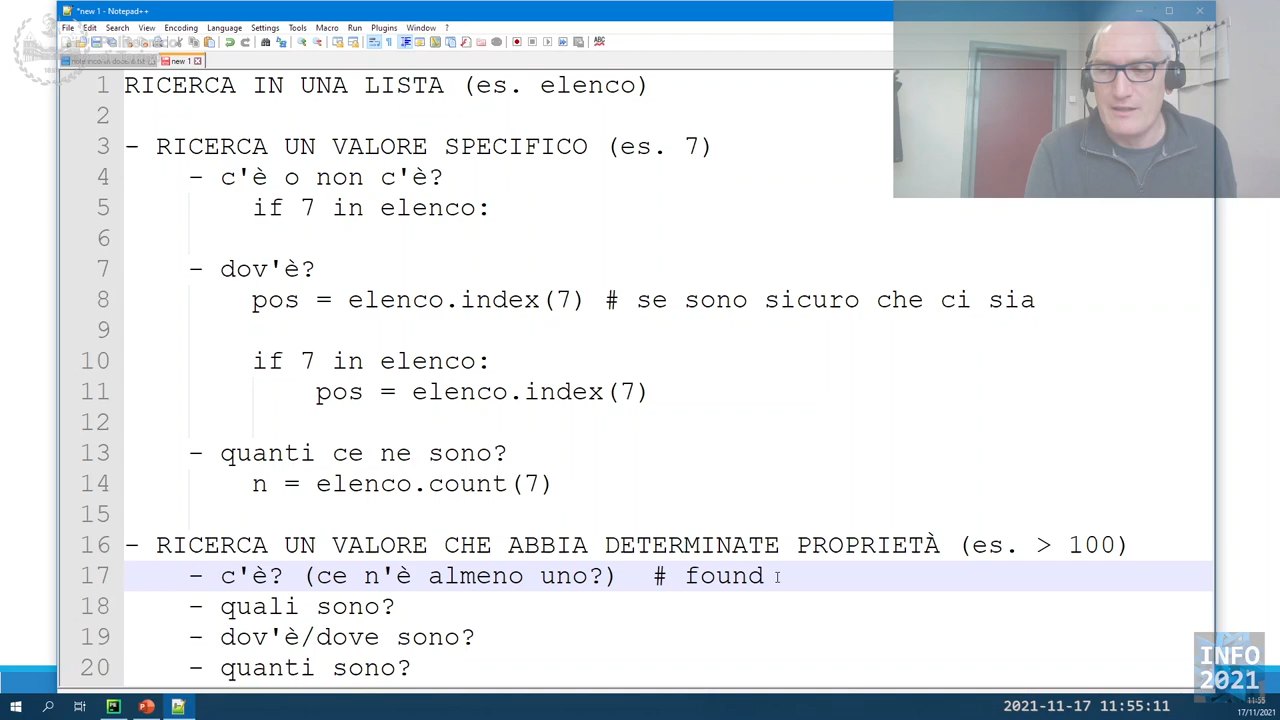 *new 1 - Notepad++
File Edit Search View Encoding Language Settings Tools Macro Run Plugins Window ?
new 1
1 RICERCA IN UNA LISTA (es. elenco)
2
3 - RICERCA UN VALORE SPECIFICO (es. 7)
4 - c'è o non c'è?
5 if 7 in elenco:
6
7 - dov'è?
8 pos = elenco.index(7) # se sono sicuro che ci sia
9
10 if 7 in elenco:
11 pos = elenco.index(7)
12
13 - quanti ce ne sono?
14 n = elenco.count(7)
15
16 - RICERCA UN VALORE CHE ABBIA DETERMINATE PROPRIETÀ (es. > 100)
17 - c'è? (ce n'è almeno uno?) # found
18 - quali sono?
19 - dov'è/dove sono?
20 - quanti sono?
INFO
2021
2021-11-17 11:55:11
11:55
17/11/2021